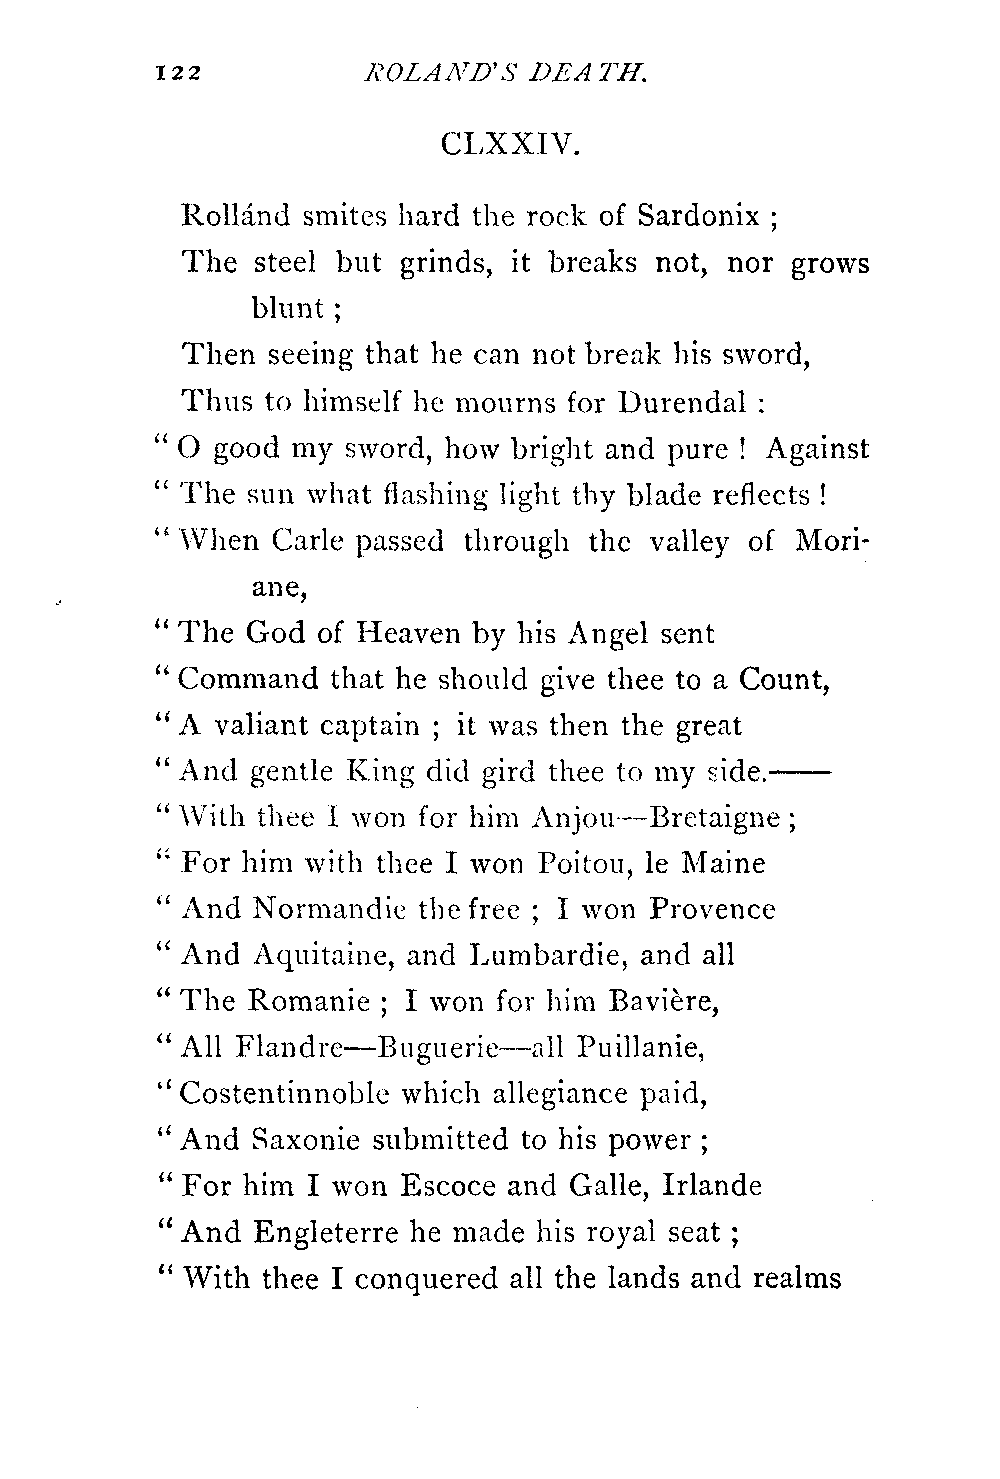 122 ROLAND'S DEATH.
CLXXIV.
Rollánd smites hard the rock of Sardonix ;
The steel but grinds, it breaks not, nor grows
blunt ;
Then seeing that he can not break his sword,
Thus to himself he mourns for Durendal :
“ O good my sword, how bright and pure ! Against
“ The sun what flashing light thy blade reflects !
“ When Carle passed through the valley of Mori-
ane,
“ The God of Heaven by his Angel sent
“ Command that he should give thee to a Count,
“ A valiant captain ; it was then the great
“ And gentle King did gird thee to my side.——
“ With thee I won for him Anjou—Bretaigne ;
“ For him with thee I won Poitou, le Maine
“ And Normandie the free ; I won Provence
“ And Aquitaine, and Lumbardie, and all
“ The Romanie ; I won for him Bavière,
“ All Flandre—Buguerie—all Puillanie,
“ Costentinnoble which allegiance paid,
“ And Saxonie submitted to his power ;
“ For him I won Escoce and Galle, Irlande
“ And Engleterre he made his royal seat ;
“ With thee I conquered all the lands and realms